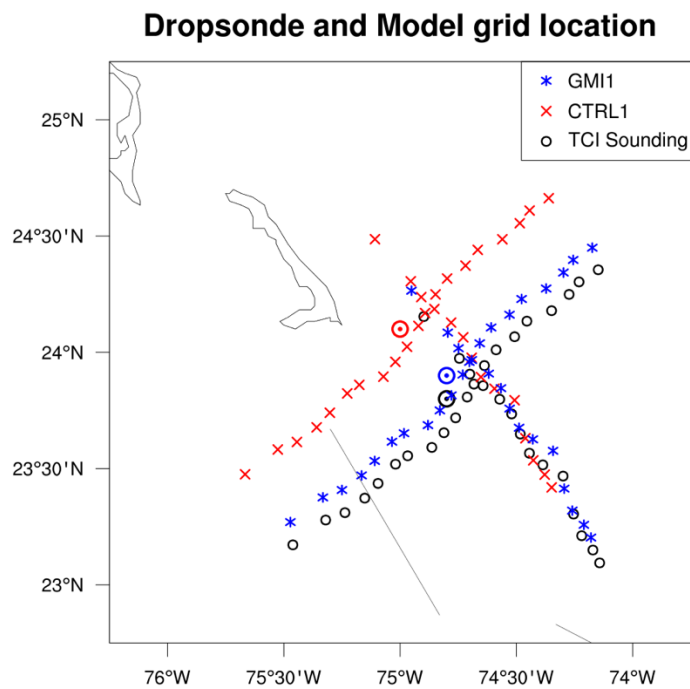 Dropsonde and Model grid location
GMI1
CTRL1
TCI Sounding
25°N
24°30'N
24°N
23°30'N
23°N
76°W
75°30'W
75°W
74°30'W
74°W